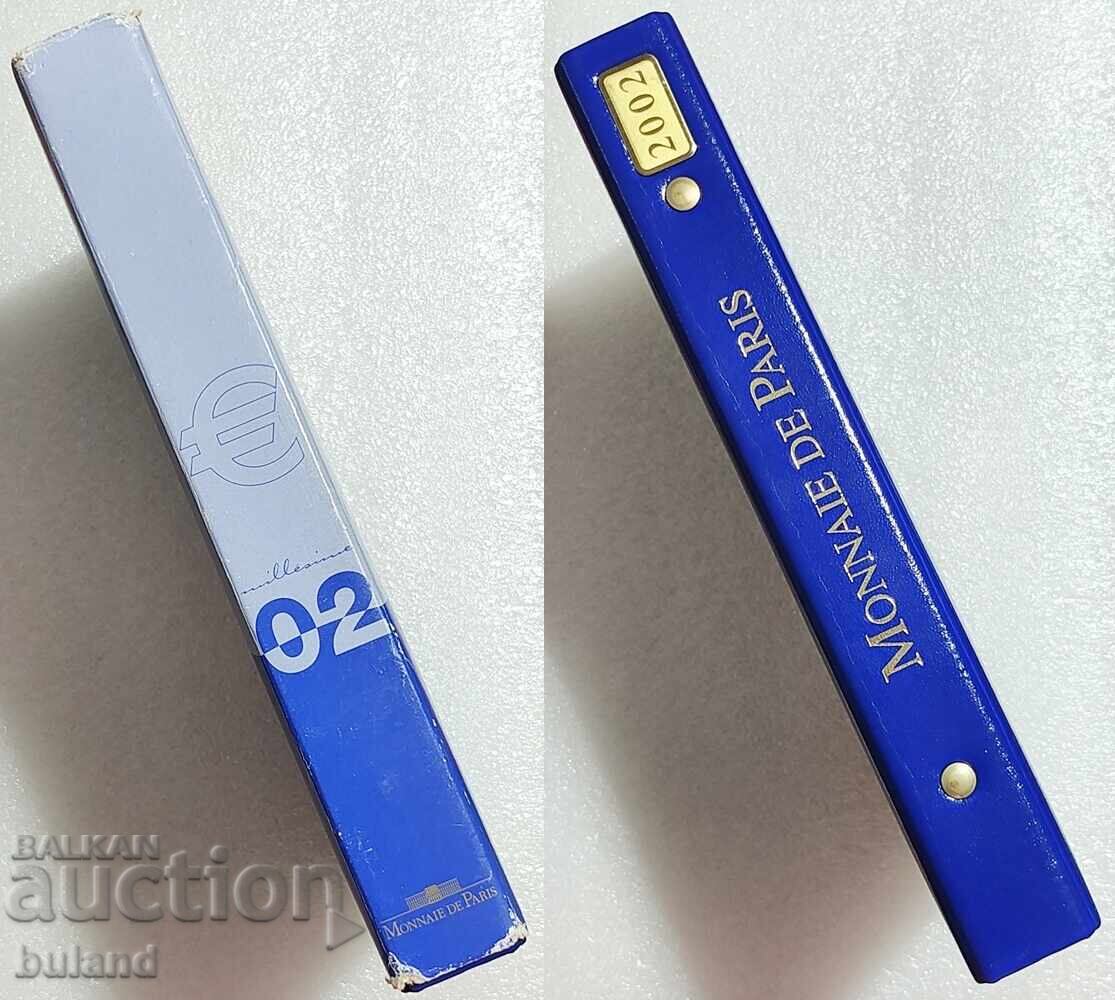 €
millésime
02
MONNAIE DE PARIS
2002
MONNAIE DE PARIS
BALKAN
auction
buland